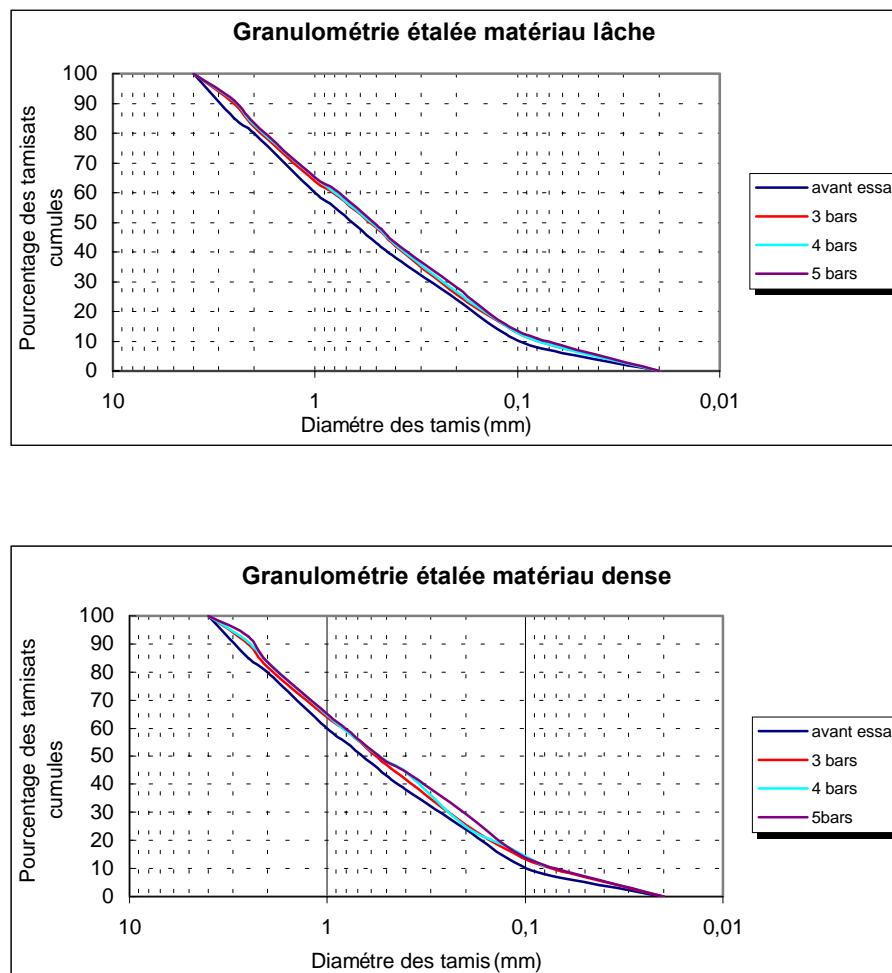 Granulométrie étalée matériau lâche
100
90
80
70
60
50
40
30
20
10
0
Pourcentage des tamisats
cumules
10
1
0,1
0,01
Diamétre des tamis (mm)
avant essa
3 bars
4 bars
5 bars
Granulométrie étalée matériau dense
100
90
80
70
60
50
40
30
20
10
0
Pourcentage des tamisats
cumules
10
1
0,1
0,01
Diamétre des tamis (mm)
avant essa
3 bars
4 bars
5bars